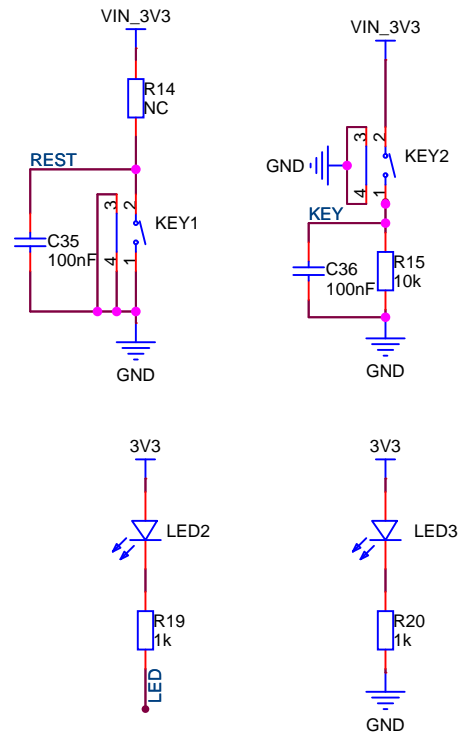 VIN_3V3
R14
NC
REST
3
2
KEY1
C35
100nF
4
1
GND
VIN_3V3
3
2
GND
KEY2
4
1
KEY
C36
100nF
R15
10k
GND
3V3
LED2
R19
1k
LED
3V3
LED3
R20
1k
GND